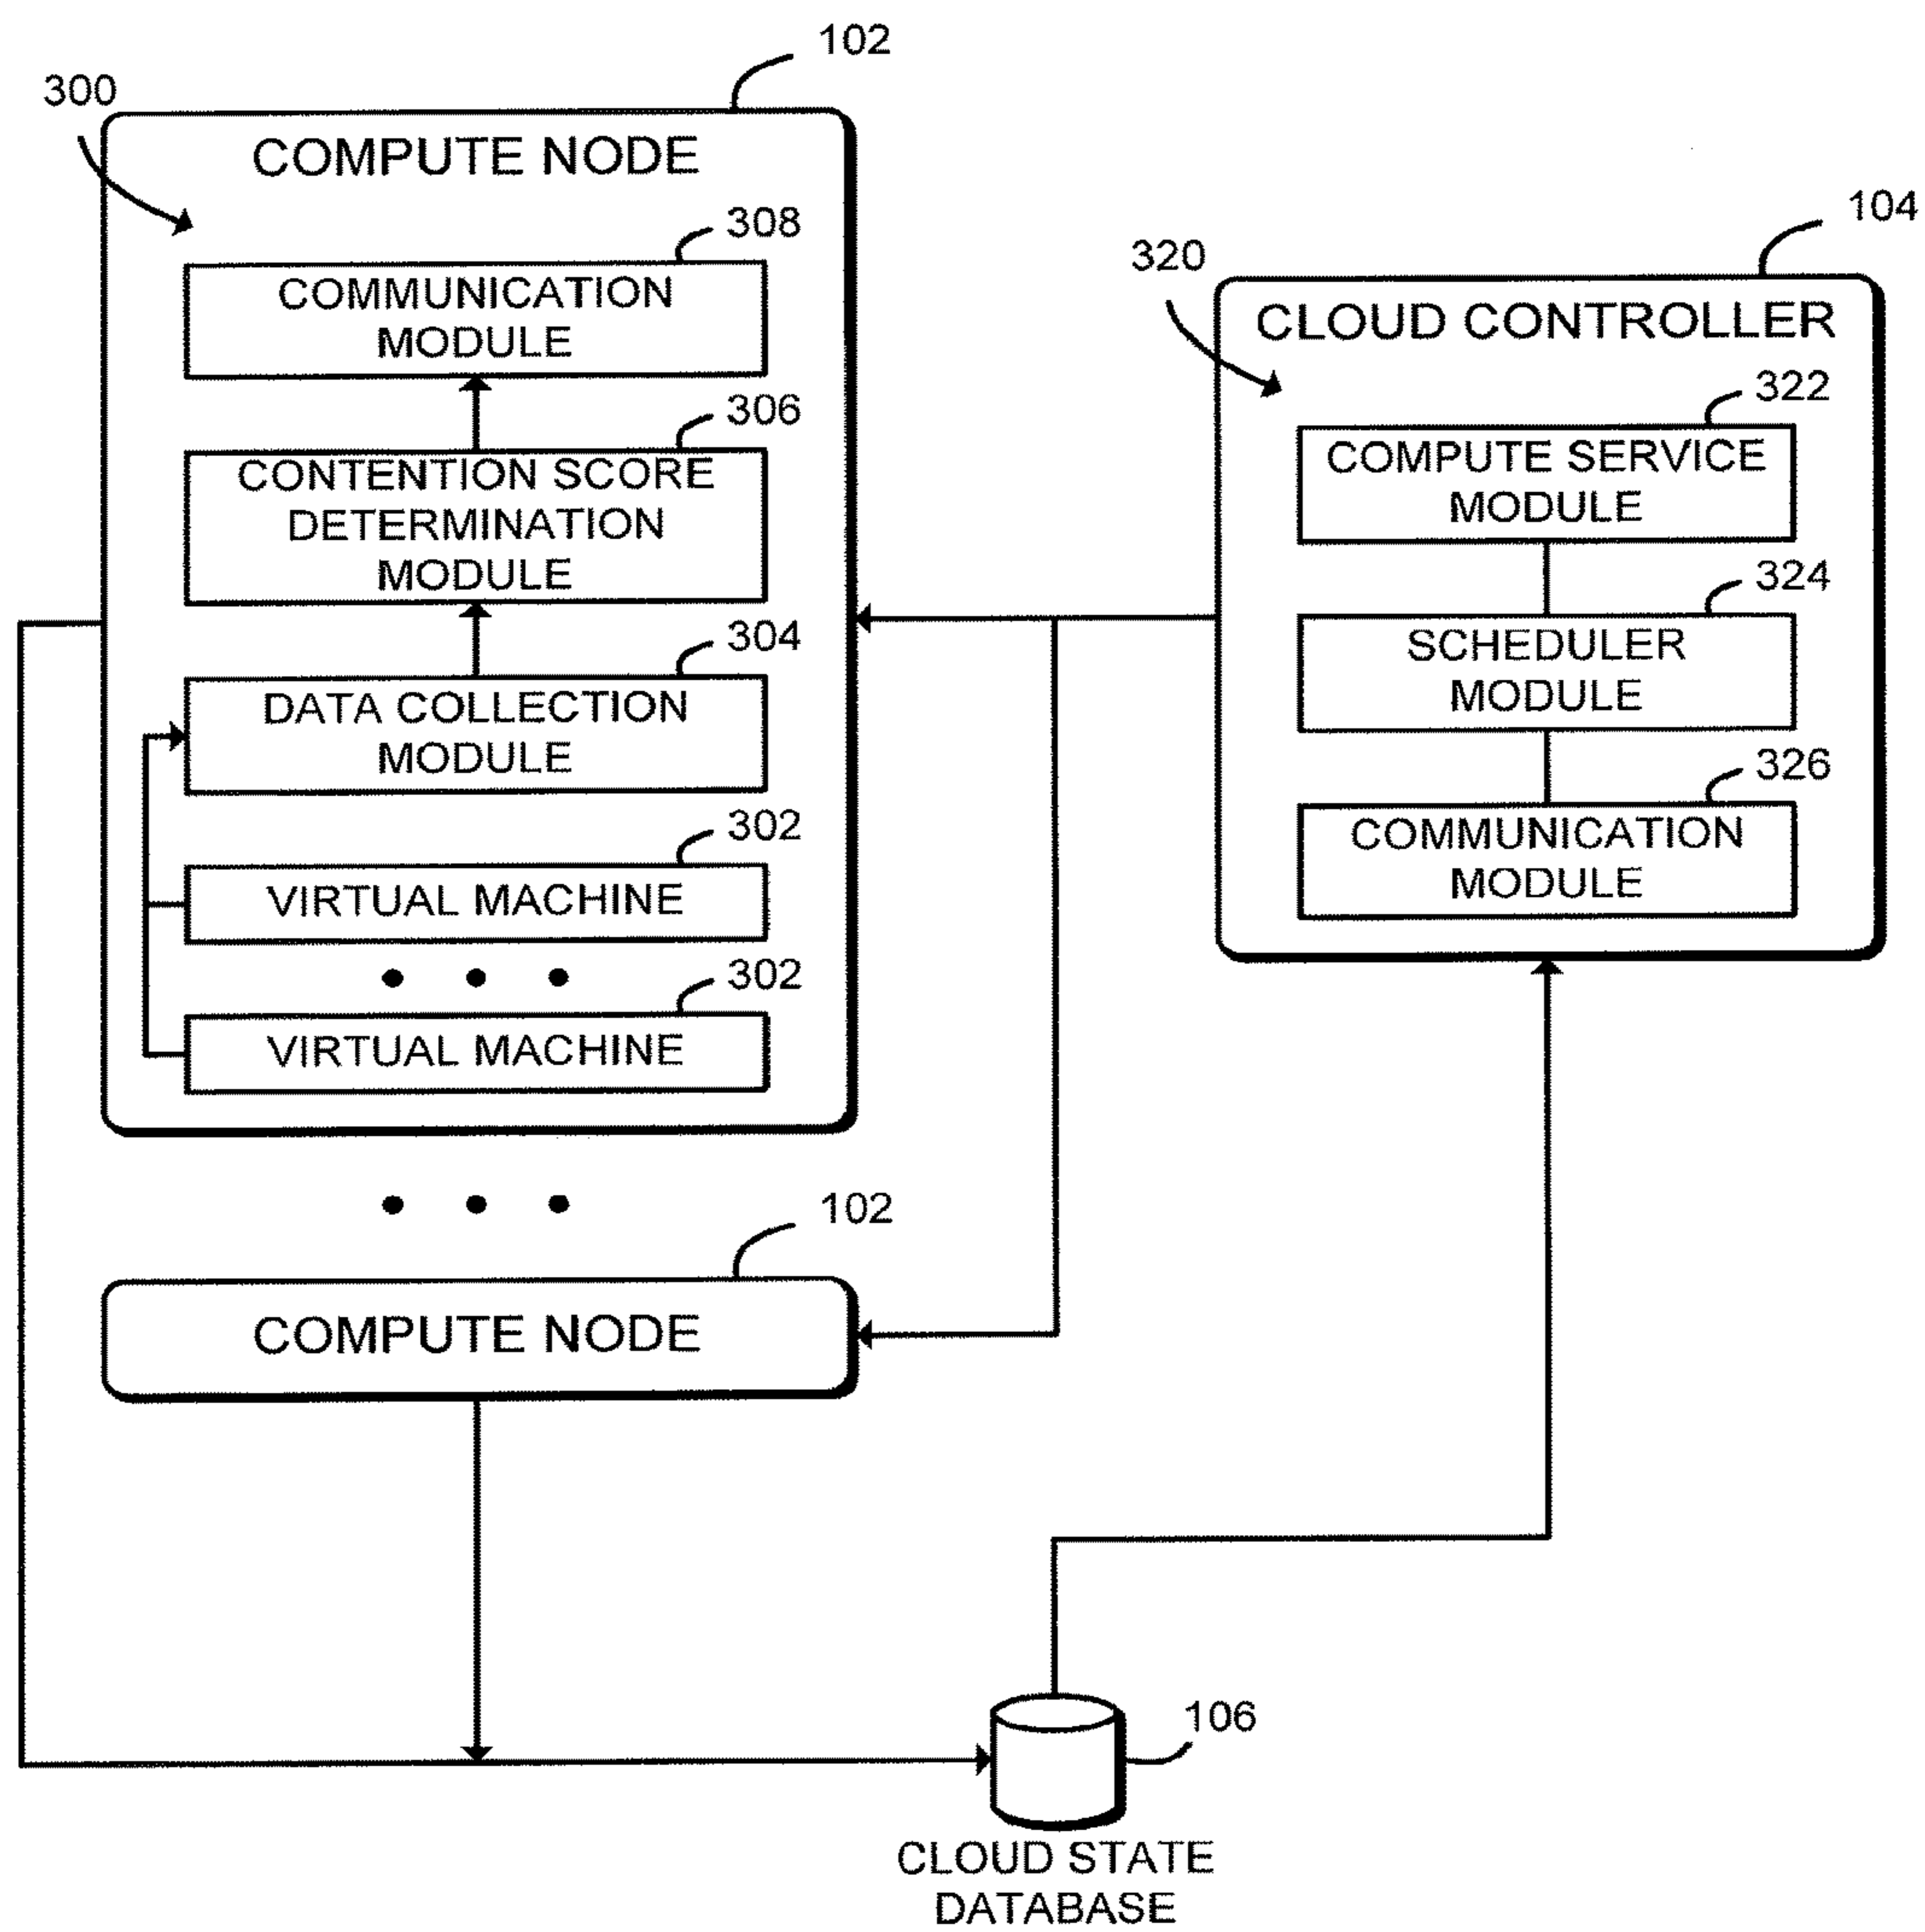 102
300
COMPUTE NODE
308
COMMUNICATION
MODULE
306
CONTENTION SCORE
DETERMINATION
MODULE
304
DATA COLLECTION
MODULE
302
VIRTUAL MACHINE
302
VIRTUAL MACHINE
102
COMPUTE NODE
104
320
CLOUD CONTROLLER
322
COMPUTE SERVICE
MODULE
324
SCHEDULER
MODULE
326
COMMUNICATION
MODULE
106
CLOUD STATE
DATABASE